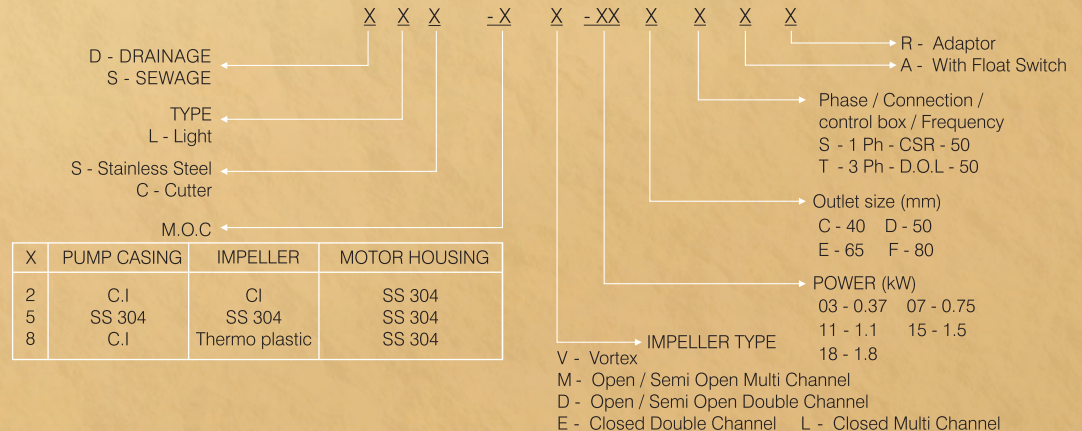 X X X - X X - XX X X X X
D - DRAINAGE
S - SEWAGE
TYPE
L - Light
S - Stainless Steel
C - Cutter
M.O.C
X PUMP CASING IMPELLER MOTOR HOUSING
2 C.I CI SS 304
5 SS 304 SS 304 SS 304
8 C.I Thermo plastic SS 304
R - Adaptor
A - With Float Switch
Phase / Connection /
control box / Frequency
S - 1 Ph - CSR - 50
T - 3 Ph - D.O.L - 50
Outlet size (mm)
C - 40 D - 50
E - 65 F - 80
POWER (kW)
03 - 0.37 07 - 0.75
11 - 1.1 15 - 1.5
18 - 1.8
IMPELLER TYPE
V - Vortex
M - Open / Semi Open Multi Channel
D - Open / Semi Open Double Channel
E - Closed Double Channel L - Closed Multi Channel